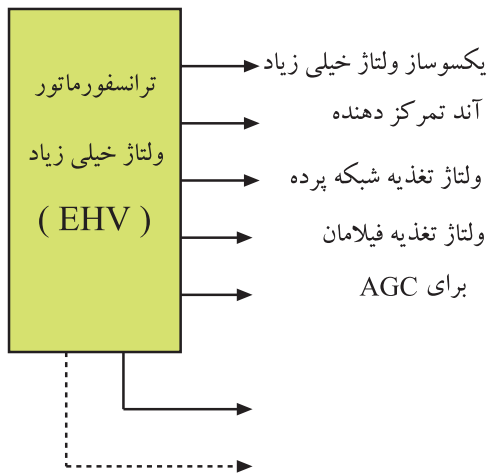 ترانسفورماتور
ولتاژ خیلی زیاد
( EHV )
یکسوساز ولتاژ خیلی زیاد
آند تمرکز دهنده
ولتاژ تغذیه شبکه پرده
ولتاژ تغذیه فیلامان
برای AGC